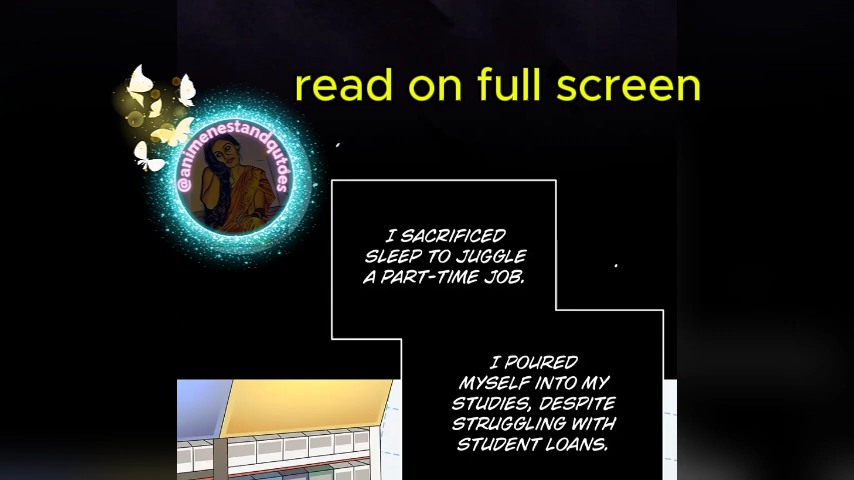 read on full screen
@animenestandqutoes
I SACRIFICED
SLEEP TO JUGGLE
A PART-TIME JOB.
I POURED
MYSELF INTO MY
STUDIES, DESPITE
STRUGGLING WITH
STUDENT LOANS.